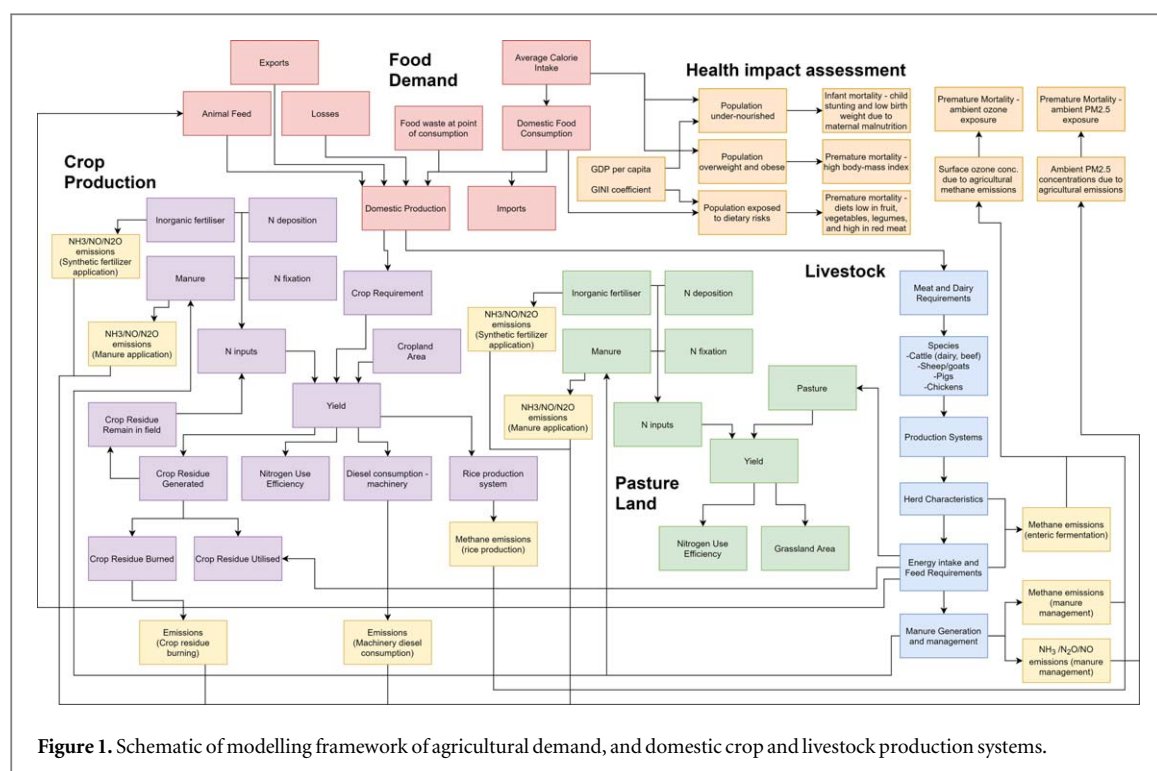 Exports
Food
Demand
Average Calorie
Intake
Health impact assessment
Animal Feed
Losses
Food waste at point
of consumption
Domestic Food
Consumption
Population
under-nourished
Infant mortality - child
stunting and low birth
weight due to
maternal malnutrition
Premature Mortality -
ambient ozone
exposure
Premature Mortality -
ambient PM2.5
exposure
Crop
Production
GDP per capita
GINI coefficient
Population
overweight and obese
Premature mortality -
high body-mass index
Surface ozone conc.
due to agricultural
methane emissions
Ambient PM2.5
concentrations due to
agricultural emissions
Domestic Production
Imports
Population exposed
to dietary risks
Premature mortality -
diets low in fruit,
vegetables, legumes,
and high in red meat
Inorganic fertiliser
N deposition
NH3/NO/N2O
emissions
(Synthetic fertilizer
application)
Manure
N fixation
Crop Requirement
NH3/NO/N2O
emissions
(Manure application)
N inputs
Cropland
Area
Yield
Crop Residue
Remain in field
Crop Residue
Generated
Nitrogen Use
Efficiency
Diesel consumption -
machinery
Rice production
system
Crop Residue Burned
Crop Residue Utilised
Methane emissions
(rice production)
Emissions
(Crop residue
burning)
Emissions
(Machinery diesel
consumption)
Livestock
Inorganic fertiliser
N deposition
NH3/NO/N2O
emissions
(Synthetic fertilizer
application)
Manure
N fixation
NH3/NO/N2O
emissions
(Manure application)
N inputs
Pasture
Yield
Pasture
Land
Nitrogen Use
Efficiency
Grassland Area
Meat and Dairy
Requirements
Species
-Cattle (dairy, beef)
-Sheep/goats
-Pigs
-Chickens
Production Systems
Herd Characteristics
Methane emissions
(enteric fermentation)
Energy intake and
Feed Requirements
Methane emissions
(manure
management)
Manure Generation
and management
NH3 /N2O/NO
emissions (manure
management)
Figure 1. Schematic of modelling framework of agricultural demand, and domestic crop and livestock production systems.